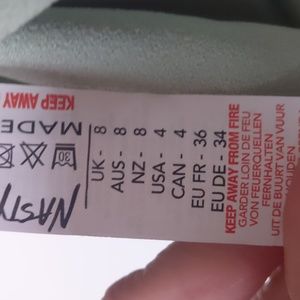 NASTY
30
MADE
KEEP AWAY
UK - 8
AUS - 8
NZ - 8
USA - 4
CAN - 4
EU FR - 36
EU DE - 34
KEEP AWAY FROM FIRE
GARDER LOIN DE FEU
VON FEUERQUELLEN
FERNHALTEN
UIT DE BUURT VAN VUUR
HOUDEN